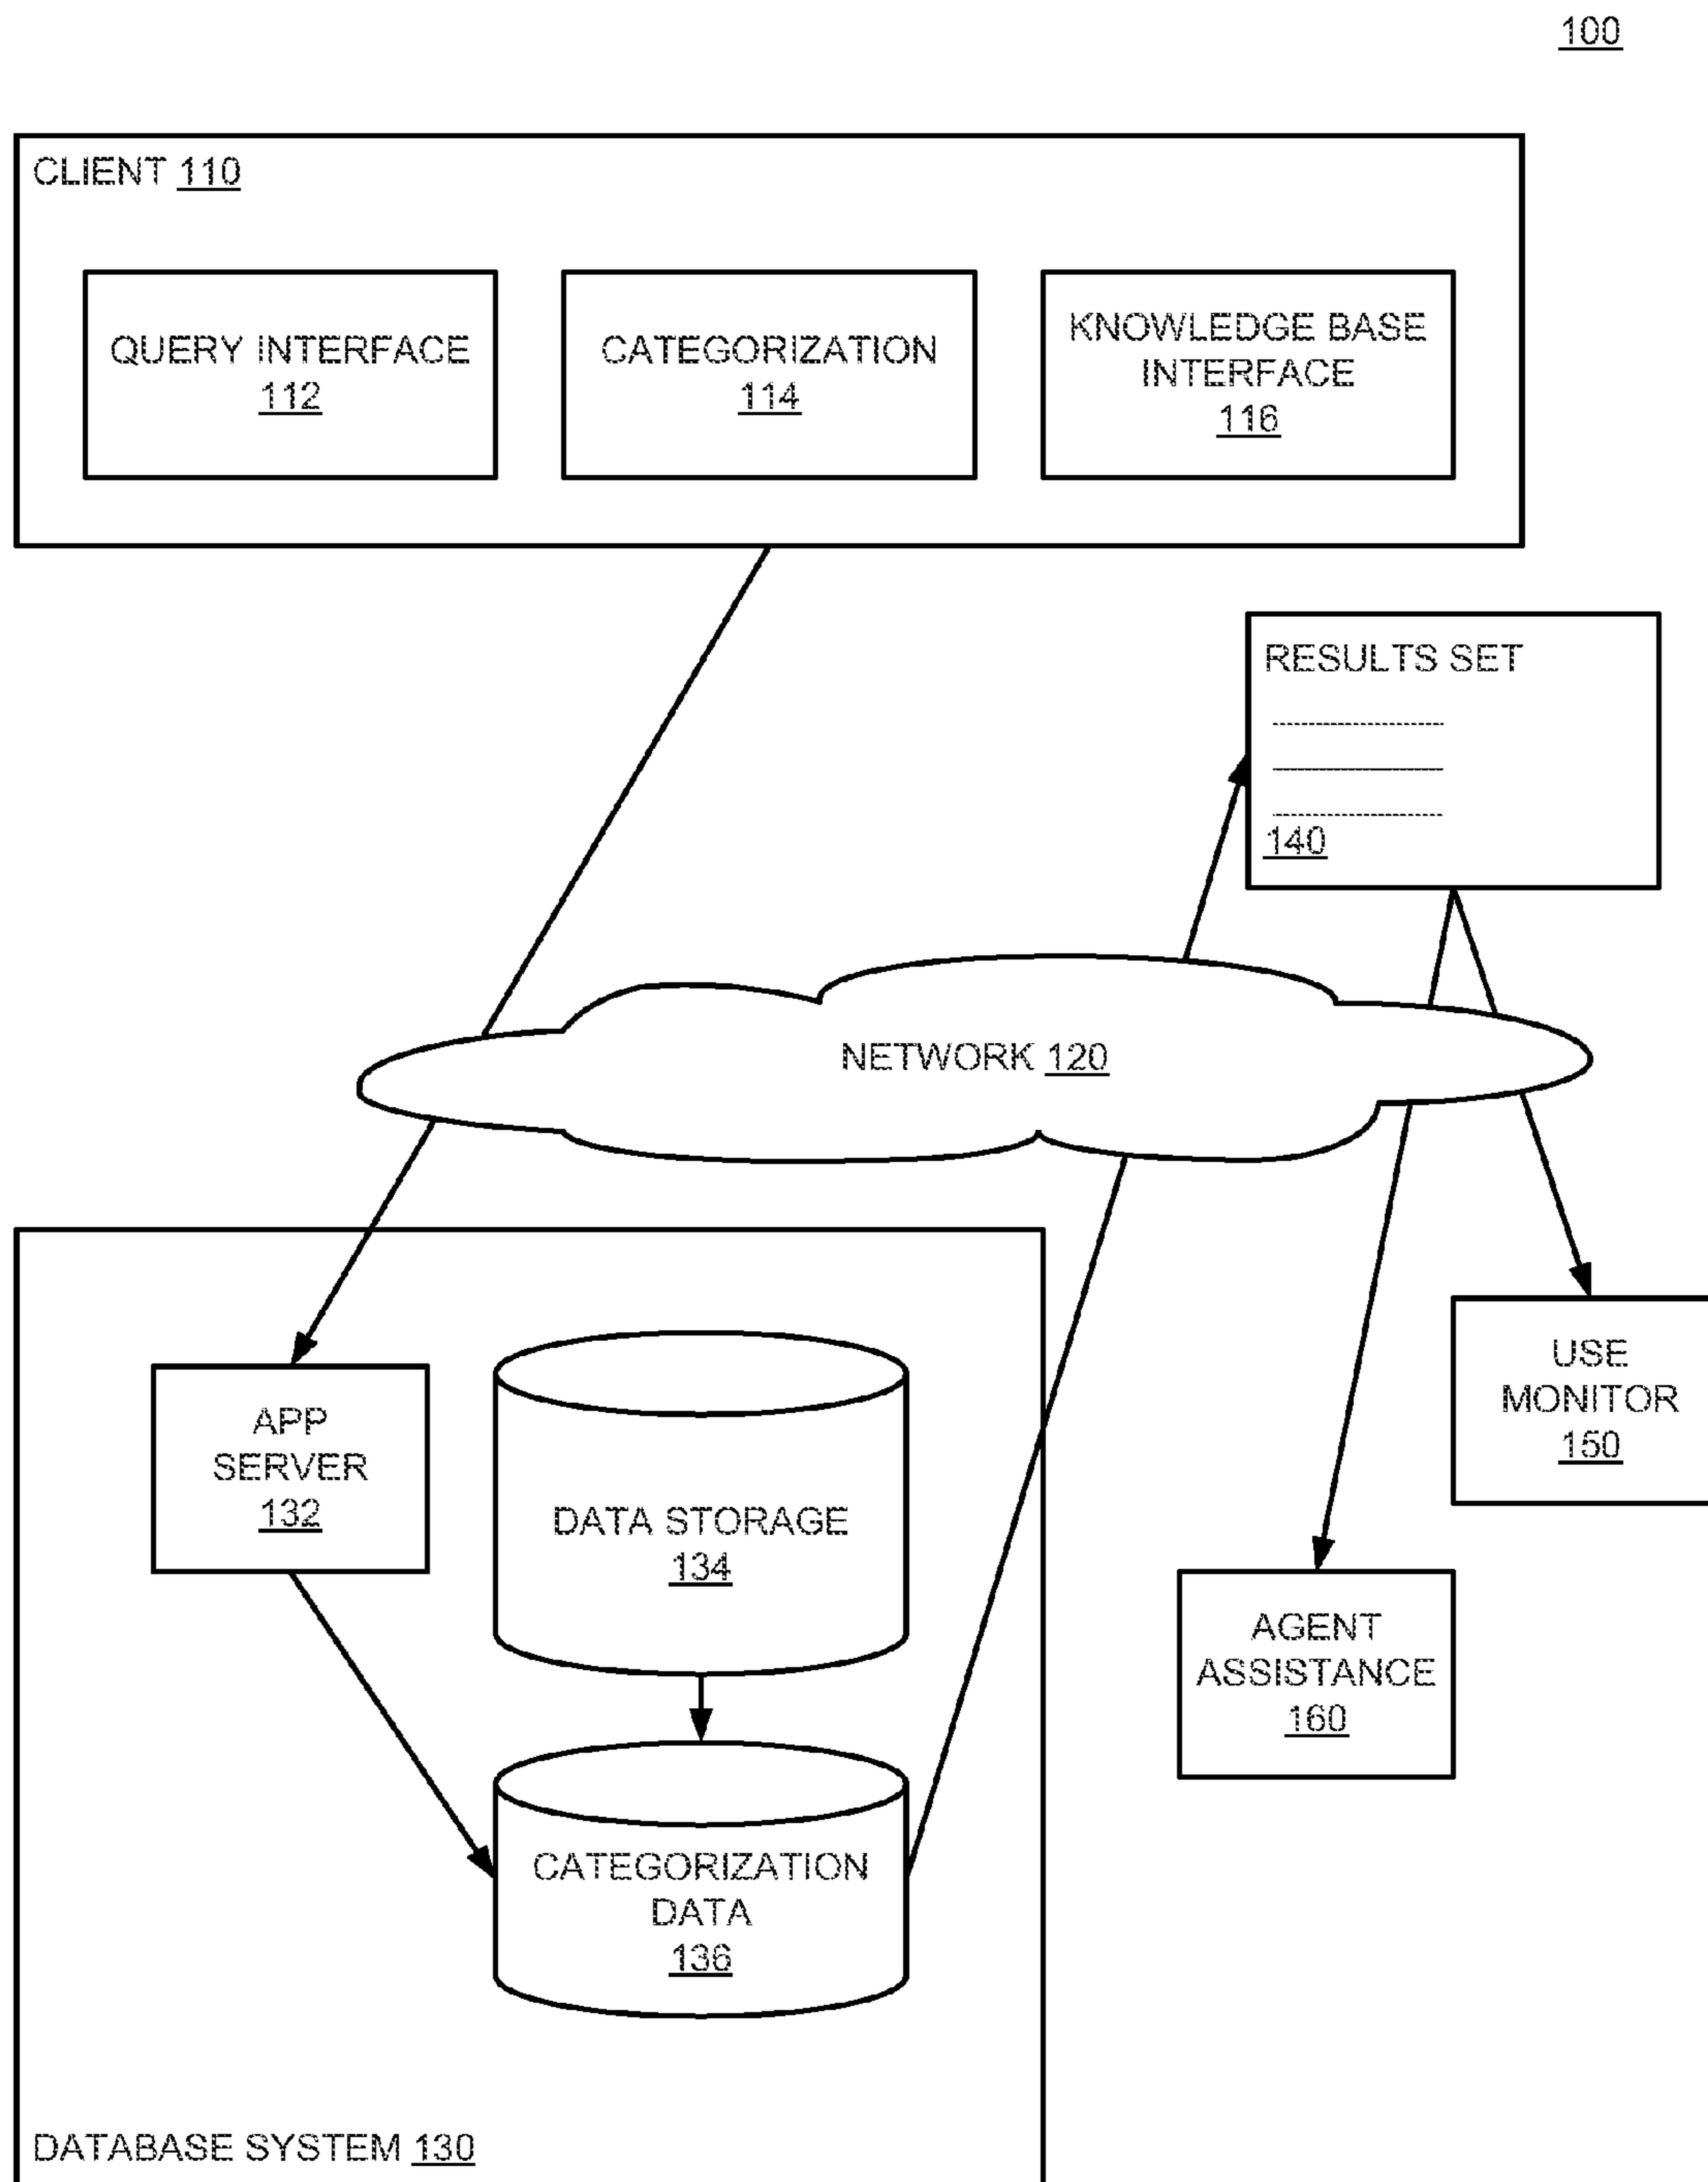 100
CLIENT 110
QUERY INTERFACE
112
CATEGORIZATION
114
KNOWLEDGE BASE
INTERFACE
116
RESULTS SET
140
NETWORK 120
APP
SERVER
132
DATA STORAGE
134
CATEGORIZATION
DATA
136
USE
MONITOR
150
AGENT
ASSISTANCE
160
DATABASE SYSTEM 130